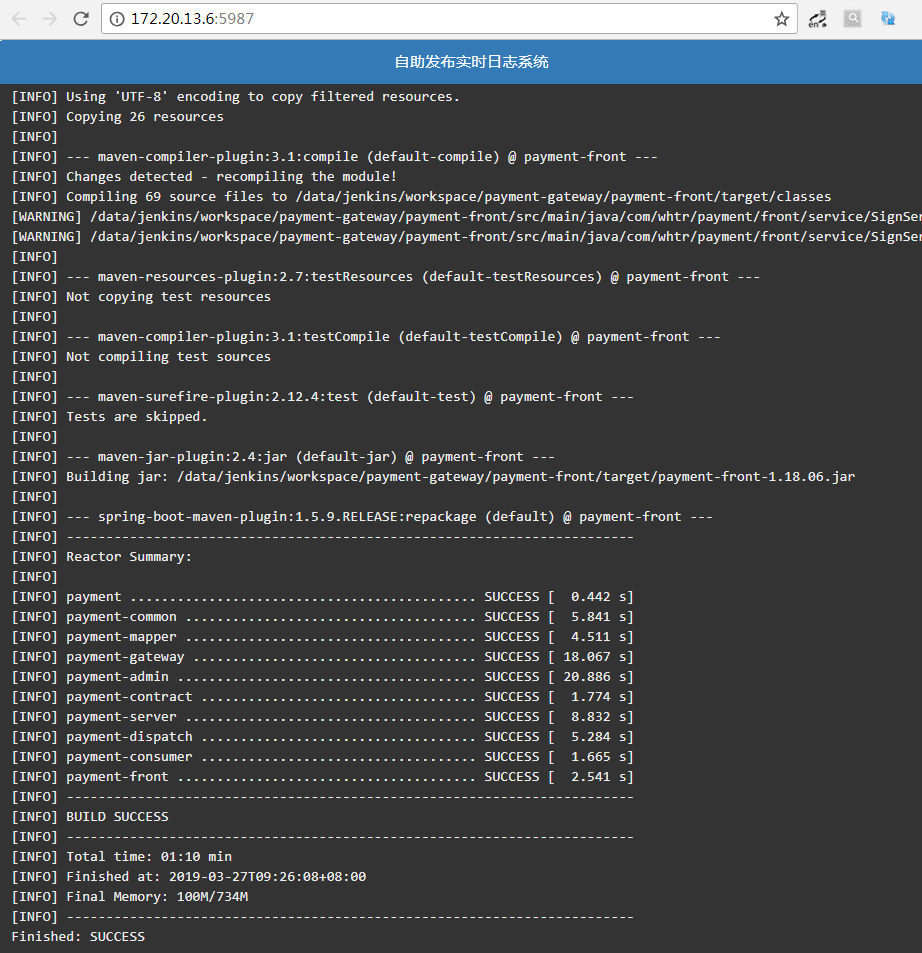 172.20.13.6:5987
自助发布实时日志系统
[INFO] Using 'UTF-8' encoding to copy filtered resources.
[INFO] Copying 26 resources
[INFO]
[INFO] --- maven-compiler-plugin:3.1:compile (default-compile) @ payment-front ---
[INFO] Changes detected - recompiling the module!
[INFO] Compiling 69 source files to /data/jenkins/workspace/payment-gateway/payment-front/target/classes
[WARNING] /data/jenkins/workspace/payment-gateway/payment-front/src/main/java/com/whtr/payment/front/service/SignSer
[WARNING] /data/jenkins/workspace/payment-gateway/payment-front/src/main/java/com/whtr/payment/front/service/SignSer
[INFO]
[INFO] --- maven-resources-plugin:2.7:testResources (default-testResources) @ payment-front ---
[INFO] Not copying test resources
[INFO]
[INFO] --- maven-compiler-plugin:3.1:testCompile (default-testCompile) @ payment-front ---
[INFO] Not compiling test sources
[INFO]
[INFO] --- maven-surefire-plugin:2.12.4:test (default-test) @ payment-front ---
[INFO] Tests are skipped.
[INFO]
[INFO] --- maven-jar-plugin:2.4:jar (default-jar) @ payment-front ---
[INFO] Building jar: /data/jenkins/workspace/payment-gateway/payment-front/target/payment-front-1.18.06.jar
[INFO]
[INFO] --- spring-boot-maven-plugin:1.5.9.RELEASE:repackage (default) @ payment-front ---
[INFO] ------------------------------------------------------------------------
[INFO] Reactor Summary:
[INFO]
[INFO] payment ............................................ SUCCESS [  0.442 s]
[INFO] payment-common ..................................... SUCCESS [  5.841 s]
[INFO] payment-mapper ..................................... SUCCESS [  4.511 s]
[INFO] payment-gateway .................................... SUCCESS [ 18.067 s]
[INFO] payment-admin ...................................... SUCCESS [ 20.886 s]
[INFO] payment-contract ................................... SUCCESS [  1.774 s]
[INFO] payment-server ..................................... SUCCESS [  8.832 s]
[INFO] payment-dispatch ................................... SUCCESS [  5.284 s]
[INFO] payment-consumer ................................... SUCCESS [  1.665 s]
[INFO] payment-front ...................................... SUCCESS [  2.541 s]
[INFO] ------------------------------------------------------------------------
[INFO] BUILD SUCCESS
[INFO] ------------------------------------------------------------------------
[INFO] Total time: 01:10 min
[INFO] Finished at: 2019-03-27T09:26:08+08:00
[INFO] Final Memory: 100M/734M
[INFO] ------------------------------------------------------------------------
Finished: SUCCESS